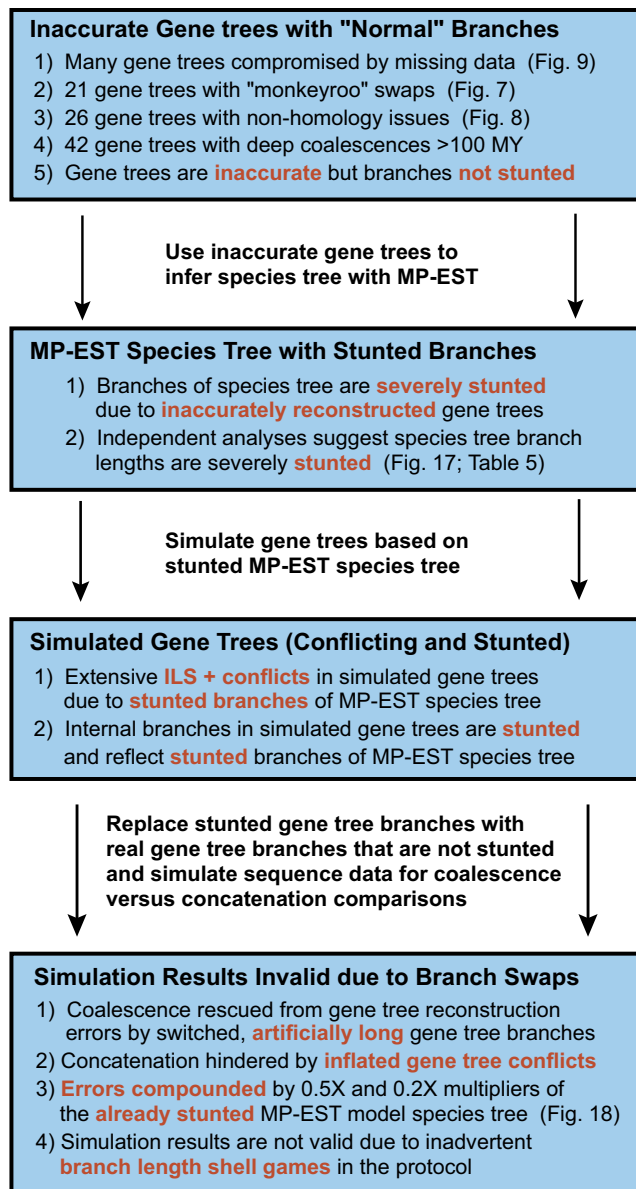 Inaccurate Gene trees with "Normal" Branches
1) Many gene trees compromised by missing data (Fig. 9)
2) 21 gene trees with "monkeyroo" swaps (Fig. 7)
3) 26 gene trees with non-homology issues (Fig. 8)
4) 42 gene trees with deep coalescences >100 MY
5) Gene trees are inaccurate but branches not stunted
Use inaccurate gene trees to
infer species tree with MP-EST
MP-EST Species Tree with Stunted Branches
1) Branches of species tree are severely stunted
due to inaccurately reconstructed gene trees
2) Independent analyses suggest species tree branch
lengths are severely stunted (Fig. 17; Table 5)
Simulate gene trees based on
stunted MP-EST species tree
Simulated Gene Trees (Conflicting and Stunted)
1) Extensive ILS + conflicts in simulated gene trees
due to stunted branches of MP-EST species tree
2) Internal branches in simulated gene trees are stunted
and reflect stunted branches of MP-EST species tree
Replace stunted gene tree branches with
real gene tree branches that are not stunted
and simulate sequence data for coalescence
versus concatenation comparisons
Simulation Results Invalid due to Branch Swaps
1) Coalescence rescued from gene tree reconstruction
errors by switched, artificially long gene tree branches
2) Concatenation hindered by inflated gene tree conflicts
3) Errors compounded by 0.5X and 0.2X multipliers of
the already stunted MP-EST model species tree (Fig. 18)
4) Simulation results are not valid due to inadvertent
branch length shell games in the protocol